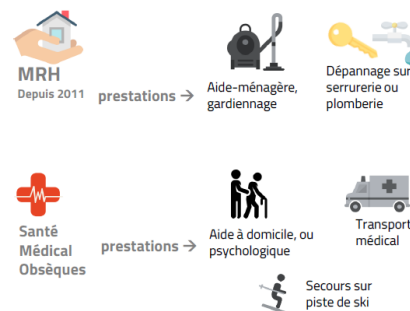 MRH
Depuis 2011
prestations →
Aide-ménagère,
gardiennage
Dépannage sur
serrurerie ou
plomberie
Santé
Médical
Obsèques
prestations →
Aide à domicile, ou
psychologique
Transport
médical
Secours sur
piste de ski